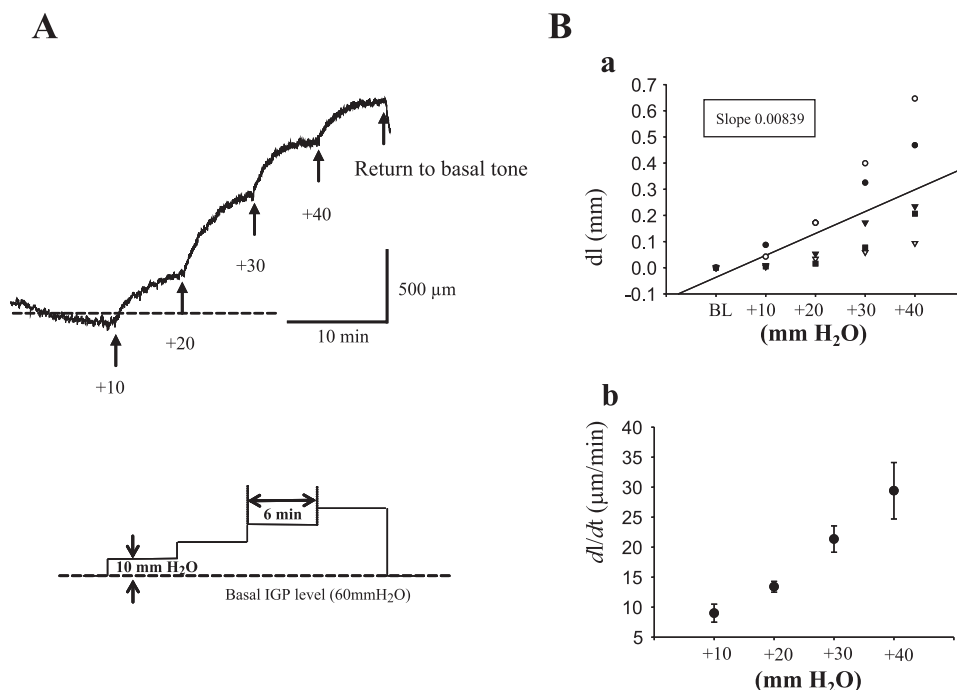 A
Return to basal tone
+40
+30
500 µm
10 min
+20
+10
6 min
10 mm H2O
Basal IGP level (60mmH2O)
B
a
0.7
0.6
0.5
0.4
0.3
0.2
0.1
0.0
-0.1
dl (mm)
Slope 0.00839
BL +10 +20 +30 +40
(mm H2O)
b
40
35
30
25
20
15
10
5
dl/dt (µm/min)
+10 +20 +30 +40
(mm H2O)